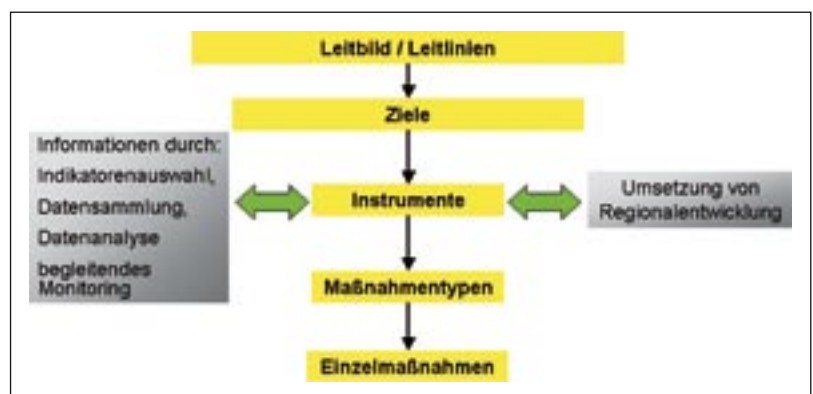 Leitbild / Leitlinien
Ziele
Informationen durch:
Indikatorenauswahl,
Datensammlung,
Datenanalyse
begleitendes
Monitoring
Instrumente
Umsetzung von
Regionalentwicklung
Maßnahmentypen
Einzelmaßnahmen